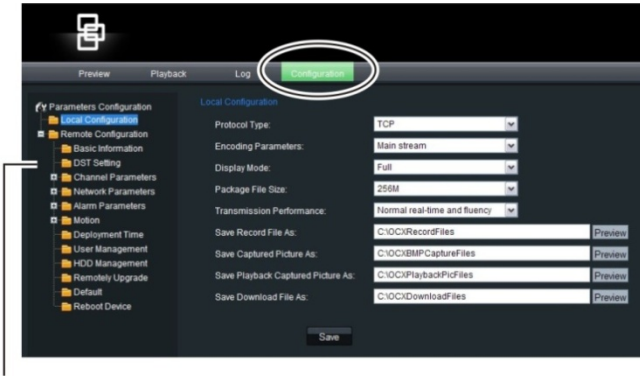 Preview Playback Log Configuration
Parameters Configuration
Local Configuration
Remote Configuration
Basic Information
DST Setting
Channel Parameters
Network Parameters
Alarm Parameters
Motion
Deployment Time
User Management
HDD Management
Remotely Upgrade
Default
Reboot Device
Local Configuration
Protocol Type: TCP
Encoding Parameters: Main stream
Display Mode: Full
Package File Size: 256M
Transmission Performance: Normal real-time and fluency
Save Record File As: C:\OCXRecordFiles Preview
Save Captured Picture As: C:\OCXBMPCaptureFiles Preview
Save Playback Captured Picture As: C:\OCXPlaybackPicFiles Preview
Save Download File As: C:\OCXDownloadFiles Preview
Save